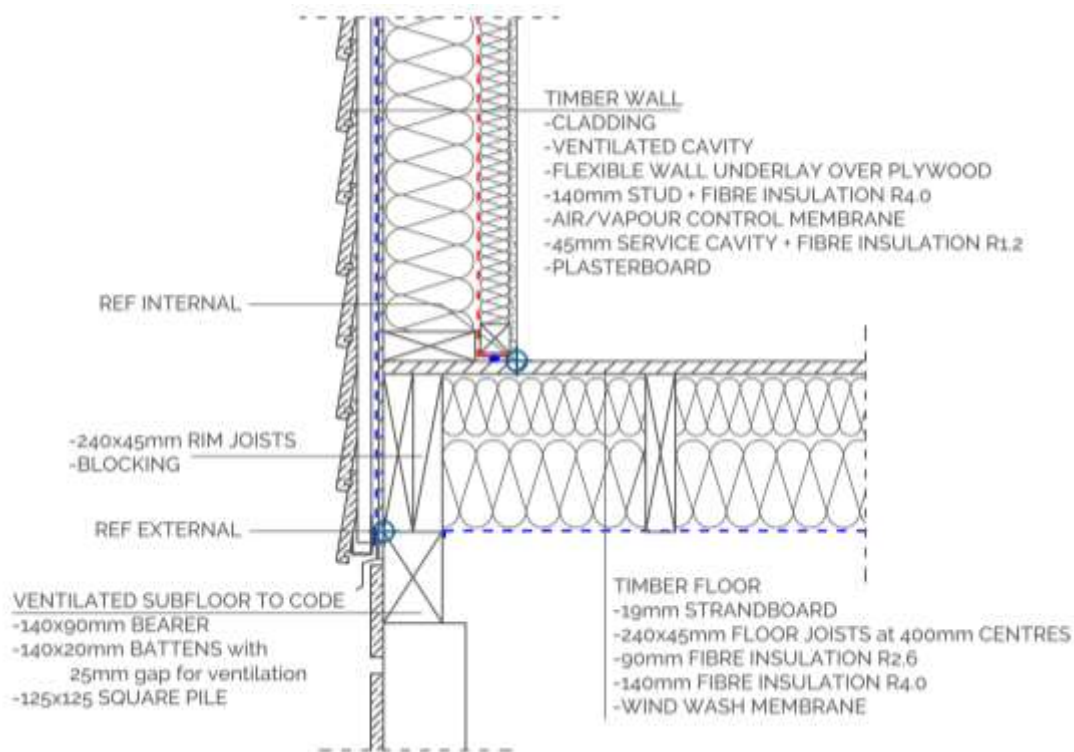 TIMBER WALL
-CLADDING
-VENTILATED CAVITY
-FLEXIBLE WALL UNDERLAY OVER PLYWOOD
-140mm STUD + FIBRE INSULATION R4.0
-AIR/VAPOUR CONTROL MEMBRANE
-45mm SERVICE CAVITY + FIBRE INSULATION R1.2
-PLASTERBOARD
REF INTERNAL
-240x45mm RIM JOISTS
-BLOCKING
REF EXTERNAL
VENTILATED SUBFLOOR TO CODE
-140x90mm BEARER
-140x20mm BATTENS with
25mm gap for ventilation
-125x125 SQUARE PILE
TIMBER FLOOR
-19mm STRANDBOARD
-240x45mm FLOOR JOISTS at 400mm CENTRES
-90mm FIBRE INSULATION R2.6
-140mm FIBRE INSULATION R4.0
-WIND WASH MEMBRANE